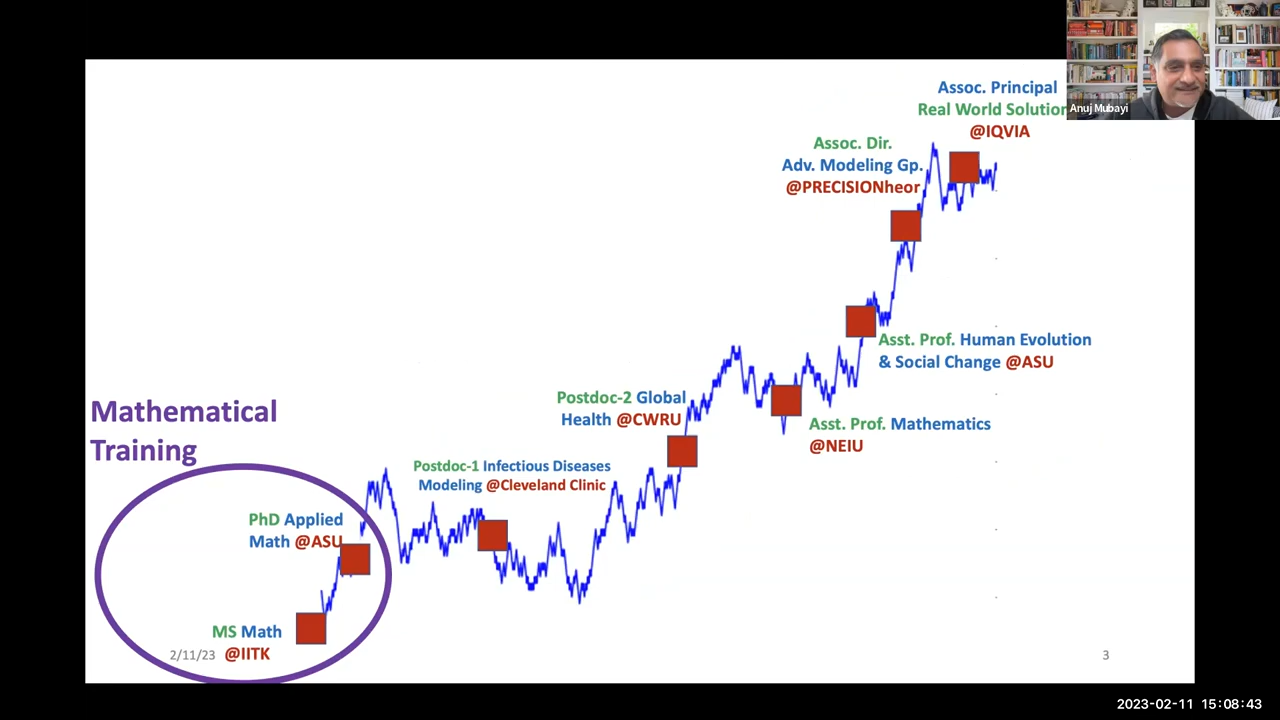 Assoc. Principal
Real World Solution
@IQVIA
Anuj Mubayi
Assoc. Dir.
Adv. Modeling Gp.
@PRECISIONheor
Asst. Prof. Human Evolution
& Social Change @ASU
Postdoc-2 Global
Health @CWRU
Asst. Prof. Mathematics
@NEIU
Mathematical
Training
Postdoc-1 Infectious Diseases
Modeling @Cleveland Clinic
PhD Applied
Math @ASU
MS Math
@IITK
2/11/23
3
2023-02-11 15:08:43